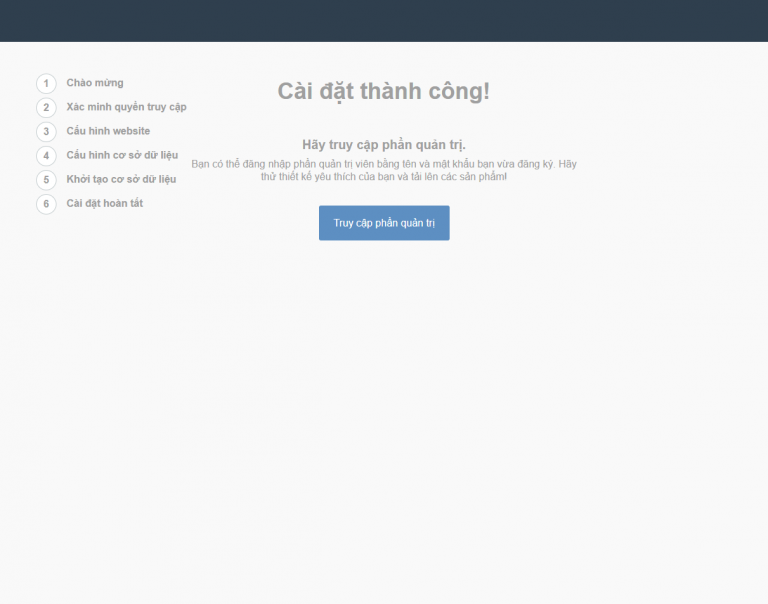 1 Chào mừng
2 Xác minh quyền truy cập
3 Cấu hình website
4 Cấu hình cơ sở dữ liệu
5 Khởi tạo cơ sở dữ liệu
6 Cài đặt hoàn tất
Cài đặt thành công!
Hãy truy cập phần quản trị.
Bạn có thể đăng nhập phần quản trị viên bằng tên và mật khẩu bạn vừa đăng ký. Hãy
thử thiết kế yêu thích của bạn và tải lên các sản phẩm!
Truy cập phần quản trị